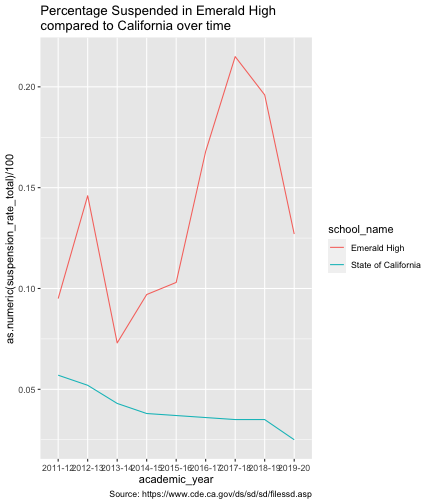 Percentage Suspended in Emerald High
compared to California over time
as.numeric(suspension_rate_total)/100
0.20
0.15
0.10
0.05
2011-12 2012-13 2013-14 2014-15 2015-16 2016-17 2017-18 2018-19 2019-20
academic_year
school_name
Emerald High
State of California
Source: https://www.cde.ca.gov/ds/sd/sd/filessd.asp